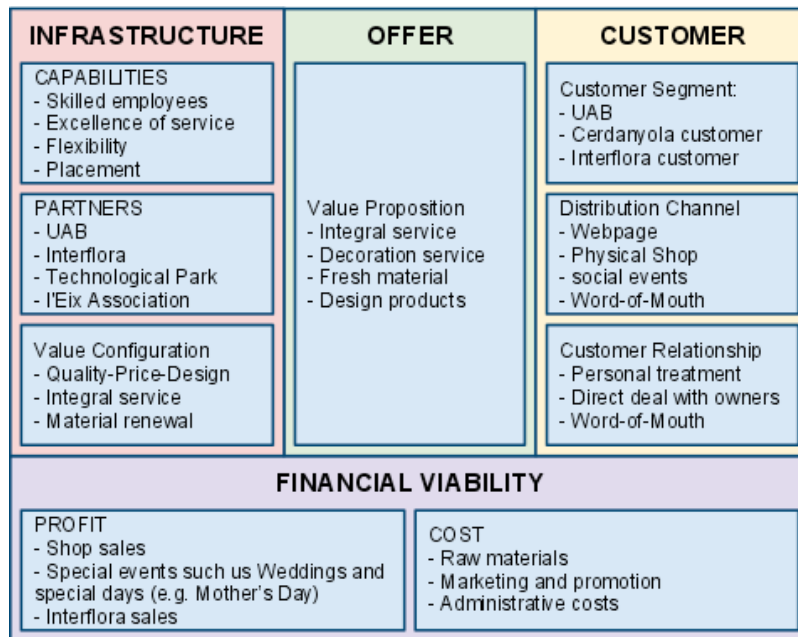 INFRASTRUCTURE
CAPABILITIES
- Skilled employees
- Excellence of service
- Flexibility
- Placement
PARTNERS
- UAB
- Interflora
- Technological Park
- l'Eix Association
Value Configuration
- Quality-Price-Design
- Integral service
- Material renewal
OFFER
Value Proposition
- Integral service
- Decoration service
- Fresh material
- Design products
CUSTOMER
Customer Segment:
- UAB
- Cerdanyola customer
- Interflora customer
Distribution Channel
- Webpage
- Physical Shop
- social events
- Word-of-Mouth
Customer Relationship
- Personal treatment
- Direct deal with owners
- Word-of-Mouth
FINANCIAL VIABILITY
PROFIT
- Shop sales
- Special events such us Weddings and
special days (e.g. Mother's Day)
- Interflora sales
COST
- Raw materials
- Marketing and promotion
- Administrative costs